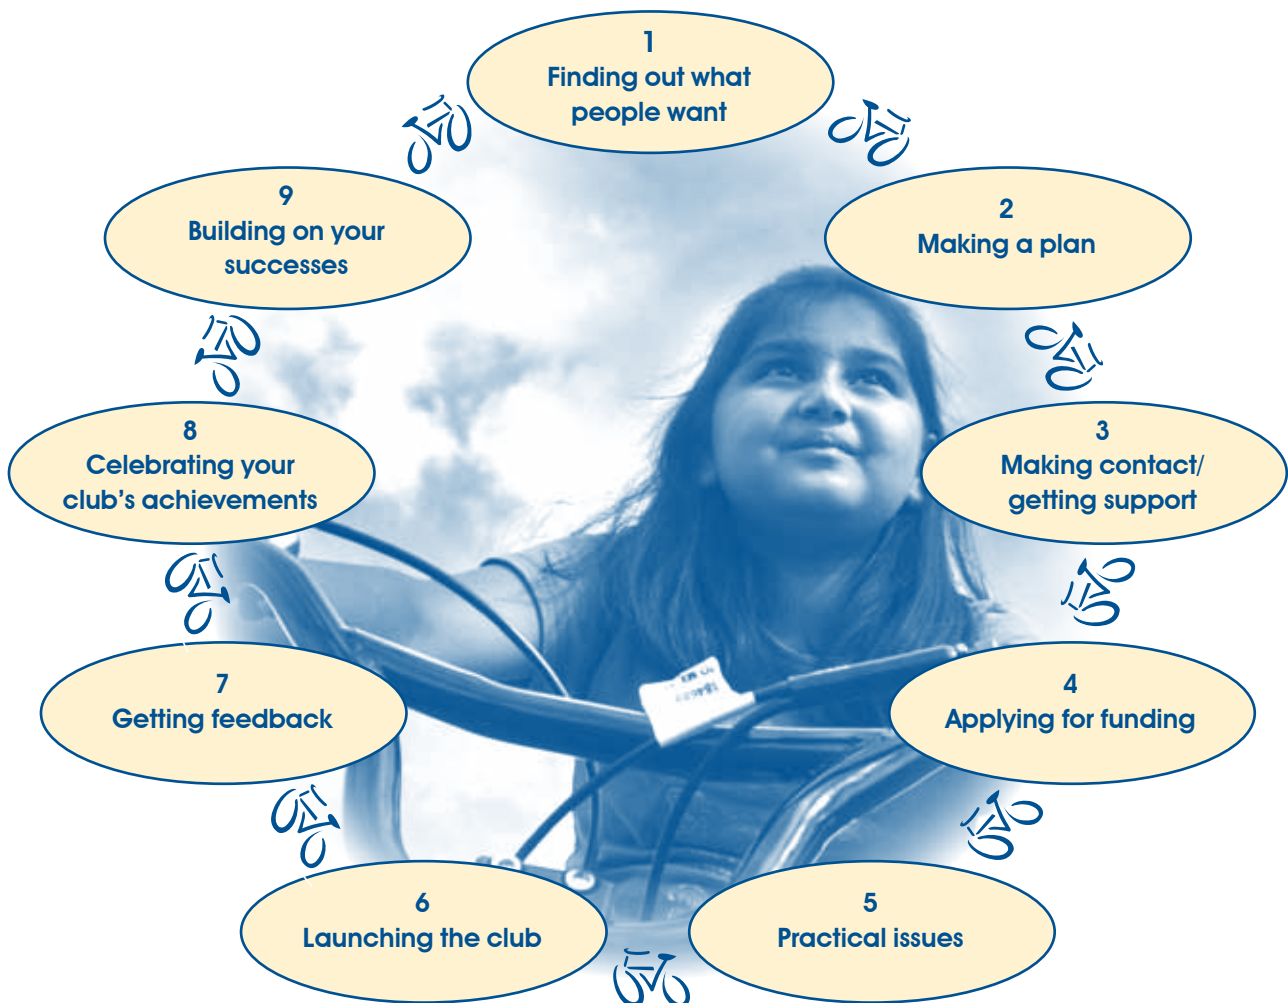 1
Finding out what
people want
2
Making a plan
3
Making contact/
getting support
4
Applying for funding
5
Practical issues
6
Launching the club
7
Getting feedback
8
Celebrating your
club's achievements
9
Building on your
successes